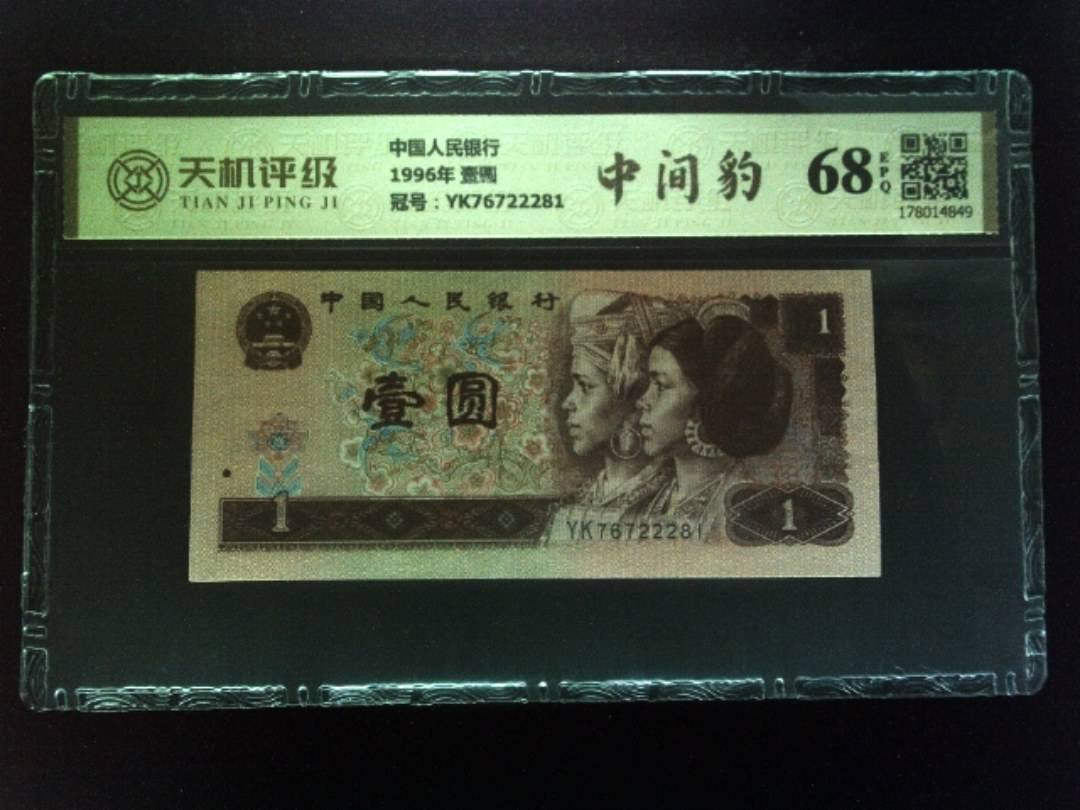 天机评级
TIAN JI PING JI
中国人民银行
1996年 壹圆
冠号：YK76722281
中间豹
68
EPQ
178014849
中国人民银行
1
壹圆
1
YK76722281
1